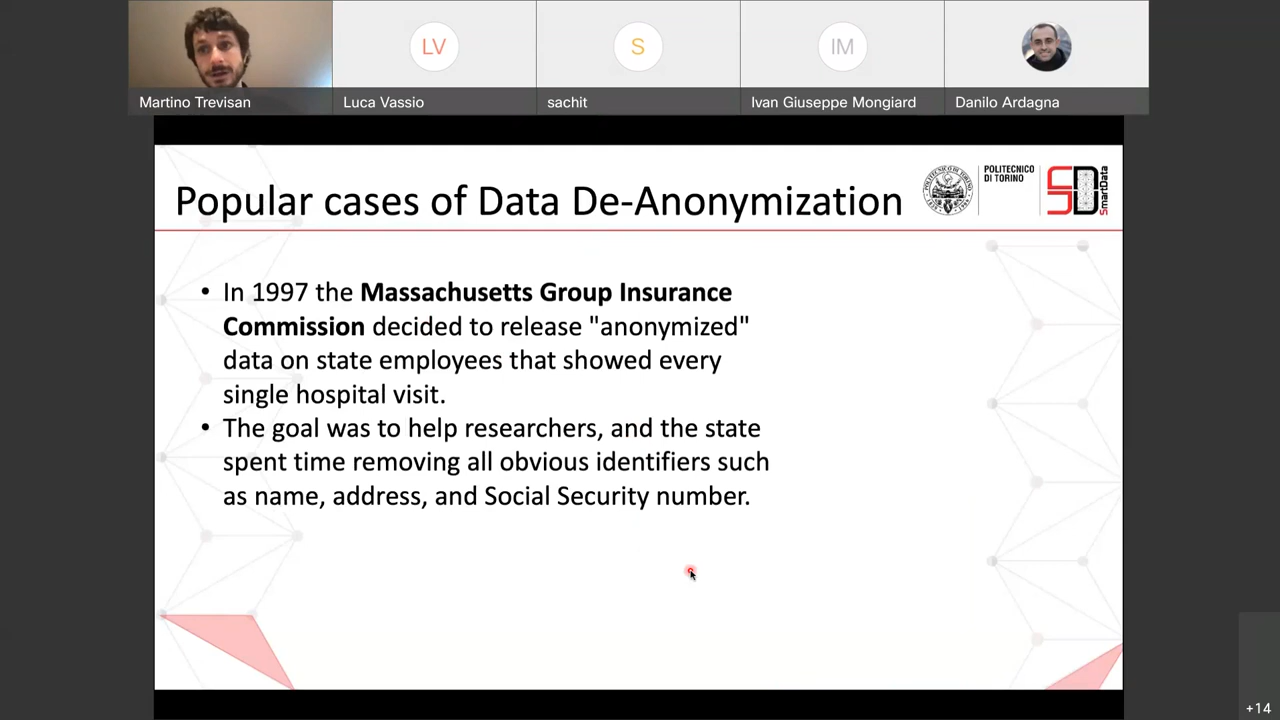 LV
S
IM
Martino Trevisan
Luca Vassio
sachit
Ivan Giuseppe Mongiard
Danilo Ardagna
Popular cases of Data De-Anonymization
POLITECNICO
DI TORINO
SmartData
• In 1997 the Massachusetts Group Insurance
Commission decided to release "anonymized"
data on state employees that showed every
single hospital visit.
• The goal was to help researchers, and the state
spent time removing all obvious identifiers such
as name, address, and Social Security number.
+14